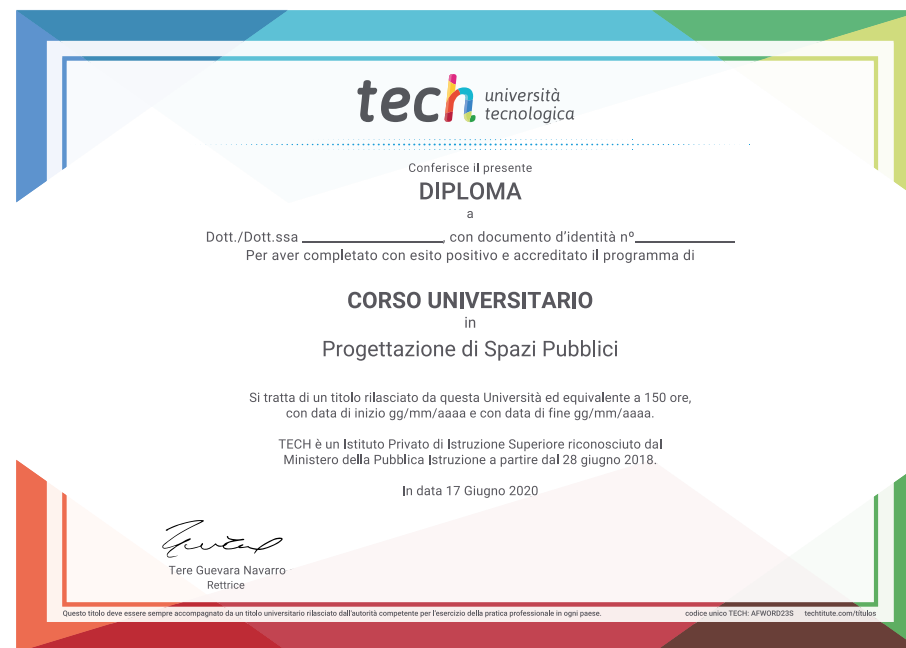 tech università
tecnologica
Conferisce il presente
DIPLOMA
a
Dott./Dott.ssa _________________, con documento d'identità nº____________
Per aver completato con esito positivo e accreditato il programma di
CORSO UNIVERSITARIO
in
Progettazione di Spazi Pubblici
Si tratta di un titolo rilasciato da questa Università ed equivalente a 150 ore,
con data di inizio gg/mm/aaaa e con data di fine gg/mm/aaaa.
TECH è un Istituto Privato di Istruzione Superiore riconosciuto dal
Ministero della Pubblica Istruzione a partire dal 28 giugno 2018.
In data 17 Giugno 2020
Tere Guevara Navarro
Rettrice
Questo titolo deve essere sempre accompagnato da un titolo universitario rilasciato dall'autorità competente per l'esercizio della pratica professionale in ogni paese. codice unico TECH: AFWORD23S techtitute.com/títulos